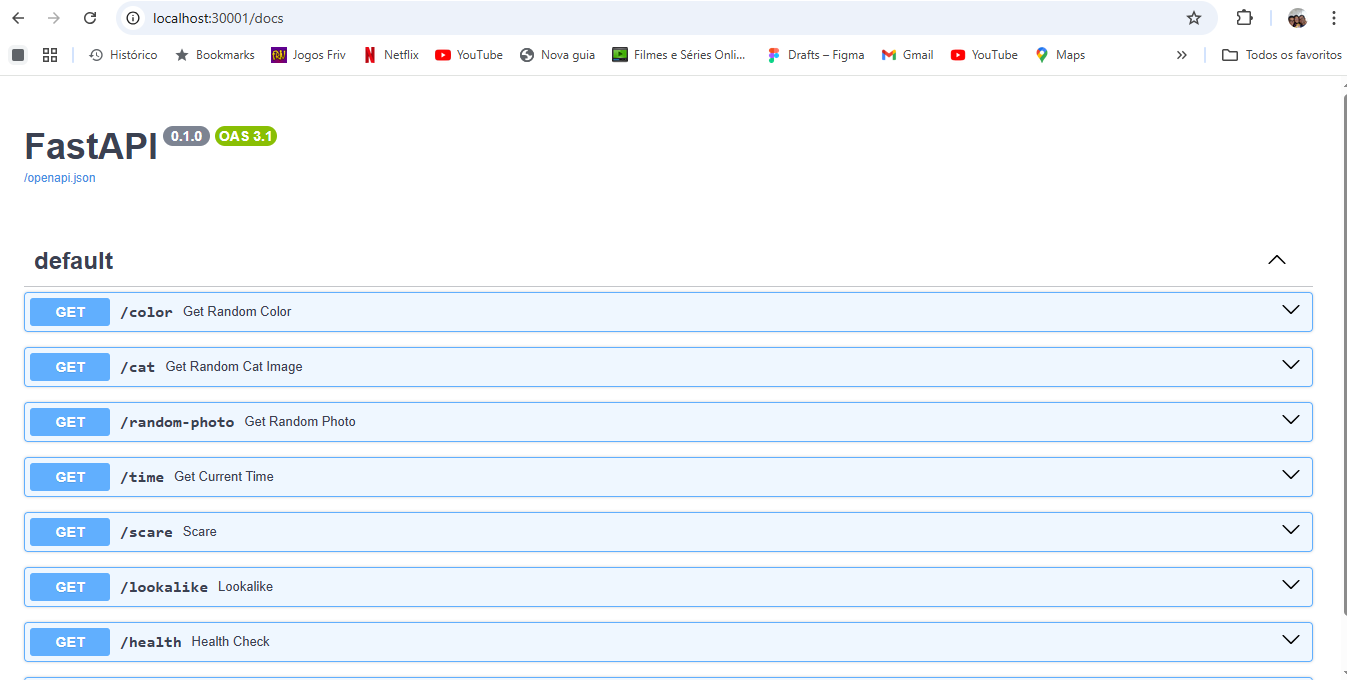 localhost:30001/docs
Histórico Bookmarks Jogos Friv Netflix YouTube Nova guia Filmes e Séries Onli... Drafts – Figma Gmail YouTube Maps Todos os favoritos
FastAPI 0.1.0 OAS 3.1
/openapi.json
default
GET /color Get Random Color
GET /cat Get Random Cat Image
GET /random-photo Get Random Photo
GET /time Get Current Time
GET /scare Scare
GET /lookalike Lookalike
GET /health Health Check